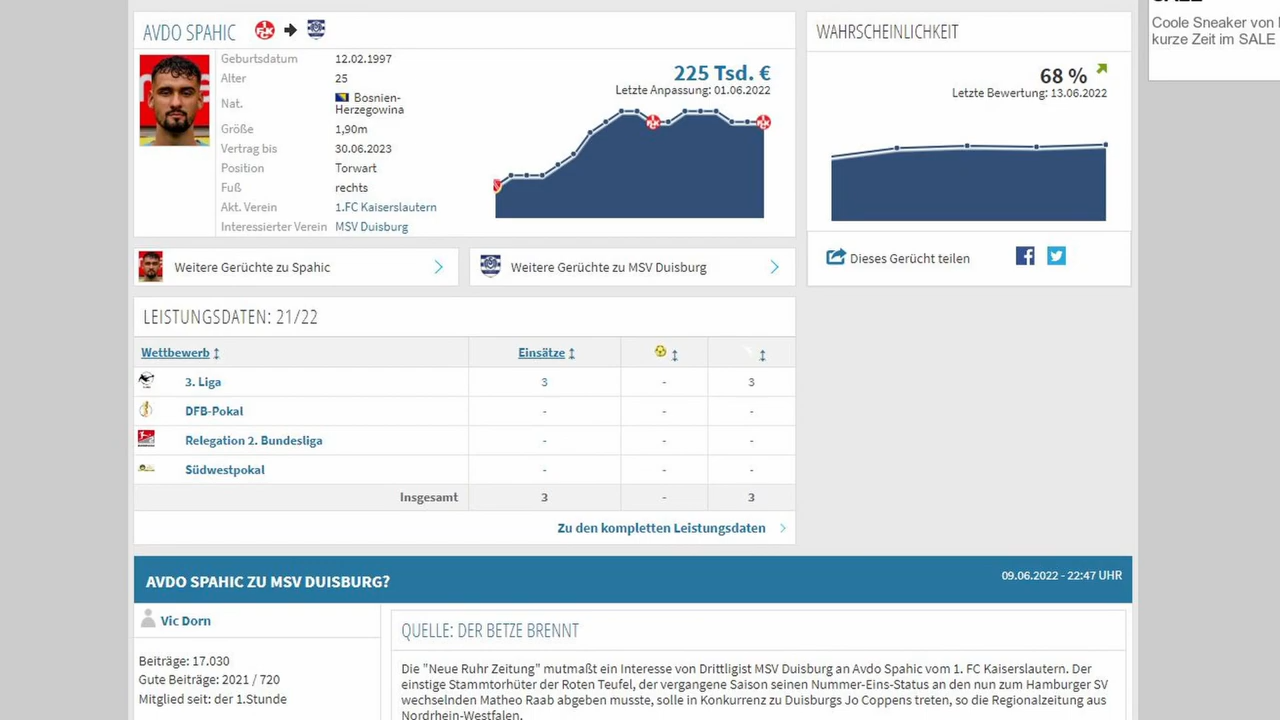 AVDO SPAHIC
Geburtsdatum 12.02.1997
Alter 25
Nat. Bosnien-
Herzegowina
Größe 1,90m
Vertrag bis 30.06.2023
Position Torwart
Fuß rechts
Akt. Verein 1.FC Kaiserslautern
Interessierter Verein MSV Duisburg
225 Tsd. €
Letzte Anpassung: 01.06.2022
WAHRSCHEINLICHKEIT
68 %
Letzte Bewertung: 13.06.2022
Dieses Gerücht teilen
Coole Sneaker von
kurze Zeit im SALE
Weitere Gerüchte zu Spahic
Weitere Gerüchte zu MSV Duisburg
LEISTUNGSDATEN: 21/22
Wettbewerb Einsätze
3. Liga 3 - 3
DFB-Pokal - - -
Relegation 2. Bundesliga - - -
Südwestpokal - - -
Insgesamt 3 - 3
Zu den kompletten Leistungsdaten
AVDO SPAHIC ZU MSV DUISBURG?
09.06.2022 - 22:47 UHR
Vic Dorn
Beiträge: 17.030
Gute Beiträge: 2021 / 720
Mitglied seit: der 1.Stunde
QUELLE: DER BETZE BRENNT
Die "Neue Ruhr Zeitung" mutmaßt ein Interesse von Drittligist MSV Duisburg an Avdo Spahic vom 1. FC Kaiserslautern. Der
einstige Stammtorhüter der Roten Teufel, der vergangene Saison seinen Nummer-Eins-Status an den nun zum Hamburger SV
wechselnden Matheo Raab abgeben musste, solle in Konkurrenz zu Duisburgs Jo Coppens treten, so die Regionalzeitung aus
Nordrhein-Westfalen.